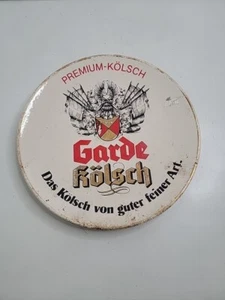 PREMIUM-KÖLSCH
Garde
Kölsch
Das Kölsch von guter feiner Art.